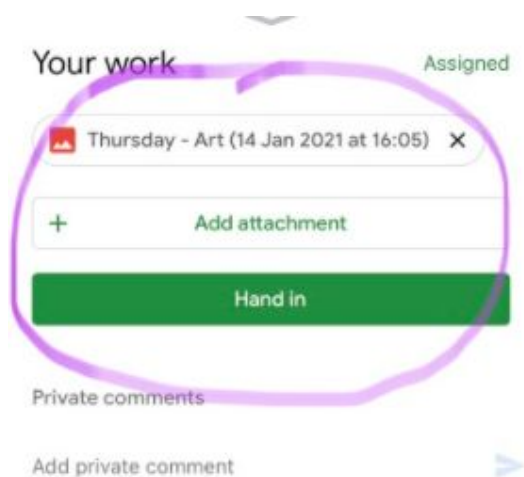 Your work
Assigned
Thursday - Art (14 Jan 2021 at 16:05)
Add attachment
Hand in
Private comments
Add private comment